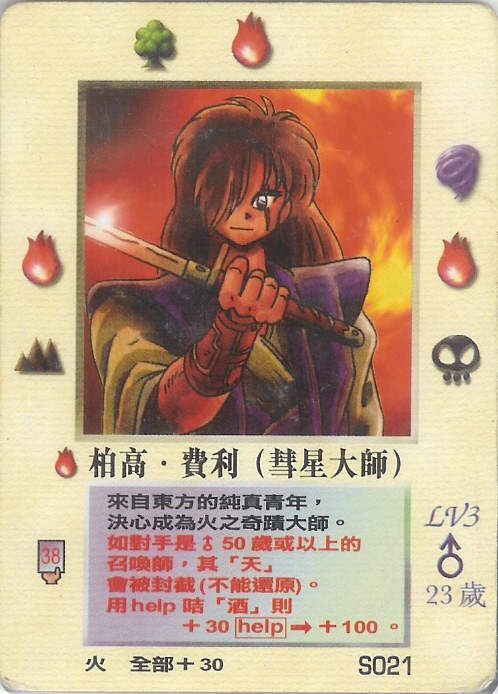 柏高·費利（彗星大師）
來自東方的純真青年，
決心成為火之奇蹟大師。
如對手是♂50歲或以上的
召喚師，其「天」
會被封截(不能還原)。
用help咭「酒」則
+30 help ➡ +100。
38
LV3
♂
23歲
火 全部+30
S021